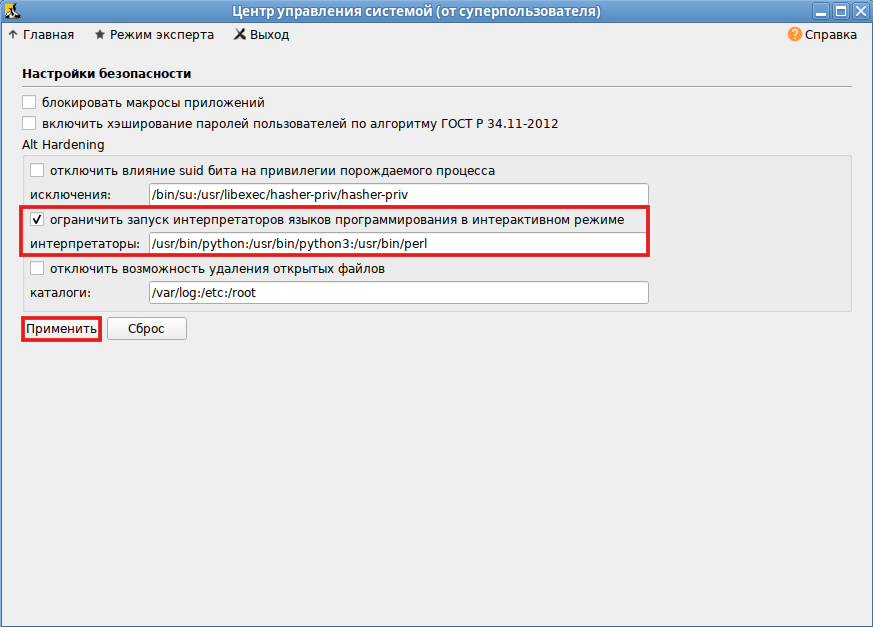 Центр управления системой (от суперпользователя)
Главная Режим эксперта Выход Справка
Настройки безопасности
блокировать макросы приложений
включить хэширование паролей пользователей по алгоритму ГОСТ Р 34.11-2012
Alt Hardening
отключить влияние suid бита на привилегии порождаемого процесса
исключения: /bin/su:/usr/libexec/hasher-priv/hasher-priv
ограничить запуск интерпретаторов языков программирования в интерактивном режиме
интерпретаторы: /usr/bin/python:/usr/bin/python3:/usr/bin/perl
отключить возможность удаления открытых файлов
каталоги: /var/log:/etc:/root
Применить Сброс